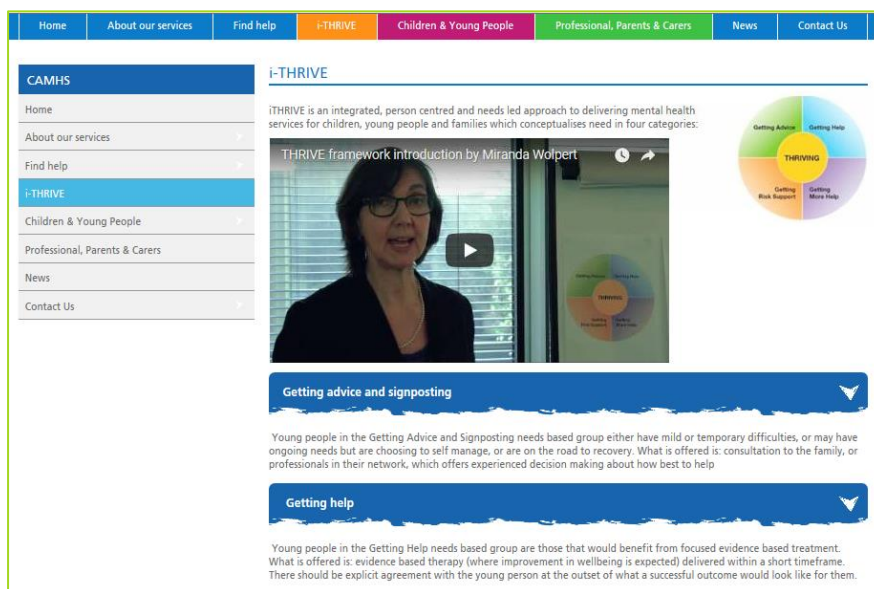 Home About our services Find help i-THRIVE Children & Young People Professional, Parents & Carers News Contact Us
CAMHS
Home
About our services
Find help
i-THRIVE
Children & Young People
Professional, Parents & Carers
News
Contact Us
i-THRIVE
iTHRIVE is an integrated, person centred and needs led approach to delivering mental health
services for children, young people and families which conceptualises need in four categories:
Getting Advice Getting Help
THRIVING
Getting Risk Support Getting More Help
THRIVE framework introduction by Miranda Wolpert
THRIVING
Getting advice and signposting
Young people in the Getting Advice and Signposting needs based group either have mild or temporary difficulties, or may have
ongoing needs but are choosing to self manage, or are on the road to recovery. What is offered is: consultation to the family, or
professionals in their network, which offers experienced decision making about how best to help
Getting help
Young people in the Getting Help needs based group are those that would benefit from focused evidence based treatment.
What is offered is: evidence based therapy (where improvement in wellbeing is expected) delivered within a short timeframe.
There should be explicit agreement with the young person at the outset of what a successful outcome would look like for them.